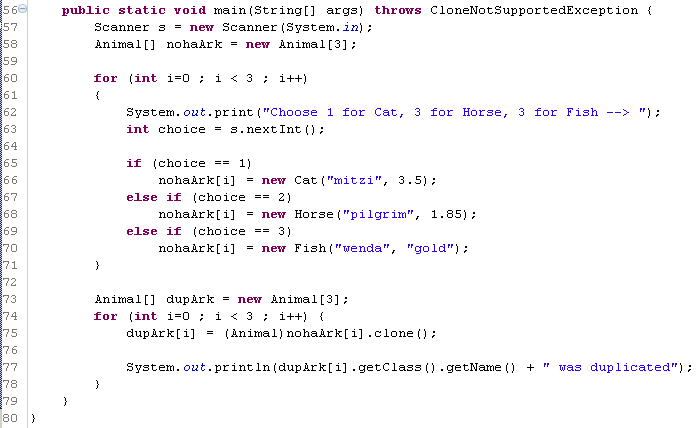 56 public static void main(String[] args) throws CloneNotSupportedException {
57 Scanner s = new Scanner(System.in);
58 Animal[] nohaArk = new Animal[3];
59
60 for (int i=0 ; i < 3 ; i++)
61 {
62 System.out.print("Choose 1 for Cat, 3 for Horse, 3 for Fish --> ");
63 int choice = s.nextInt();
64
65 if (choice == 1)
66 nohaArk[i] = new Cat("mitzi", 3.5);
67 else if (choice == 2)
68 nohaArk[i] = new Horse("pilgrim", 1.85);
69 else if (choice == 3)
70 nohaArk[i] = new Fish("wenda", "gold");
71 }
72
73 Animal[] dupArk = new Animal[3];
74 for (int i=0 ; i < 3 ; i++) {
75 dupArk[i] = (Animal)nohaArk[i].clone();
76
77 System.out.println(dupArk[i].getClass().getName() + " was duplicated");
78 }
79 }
80 }